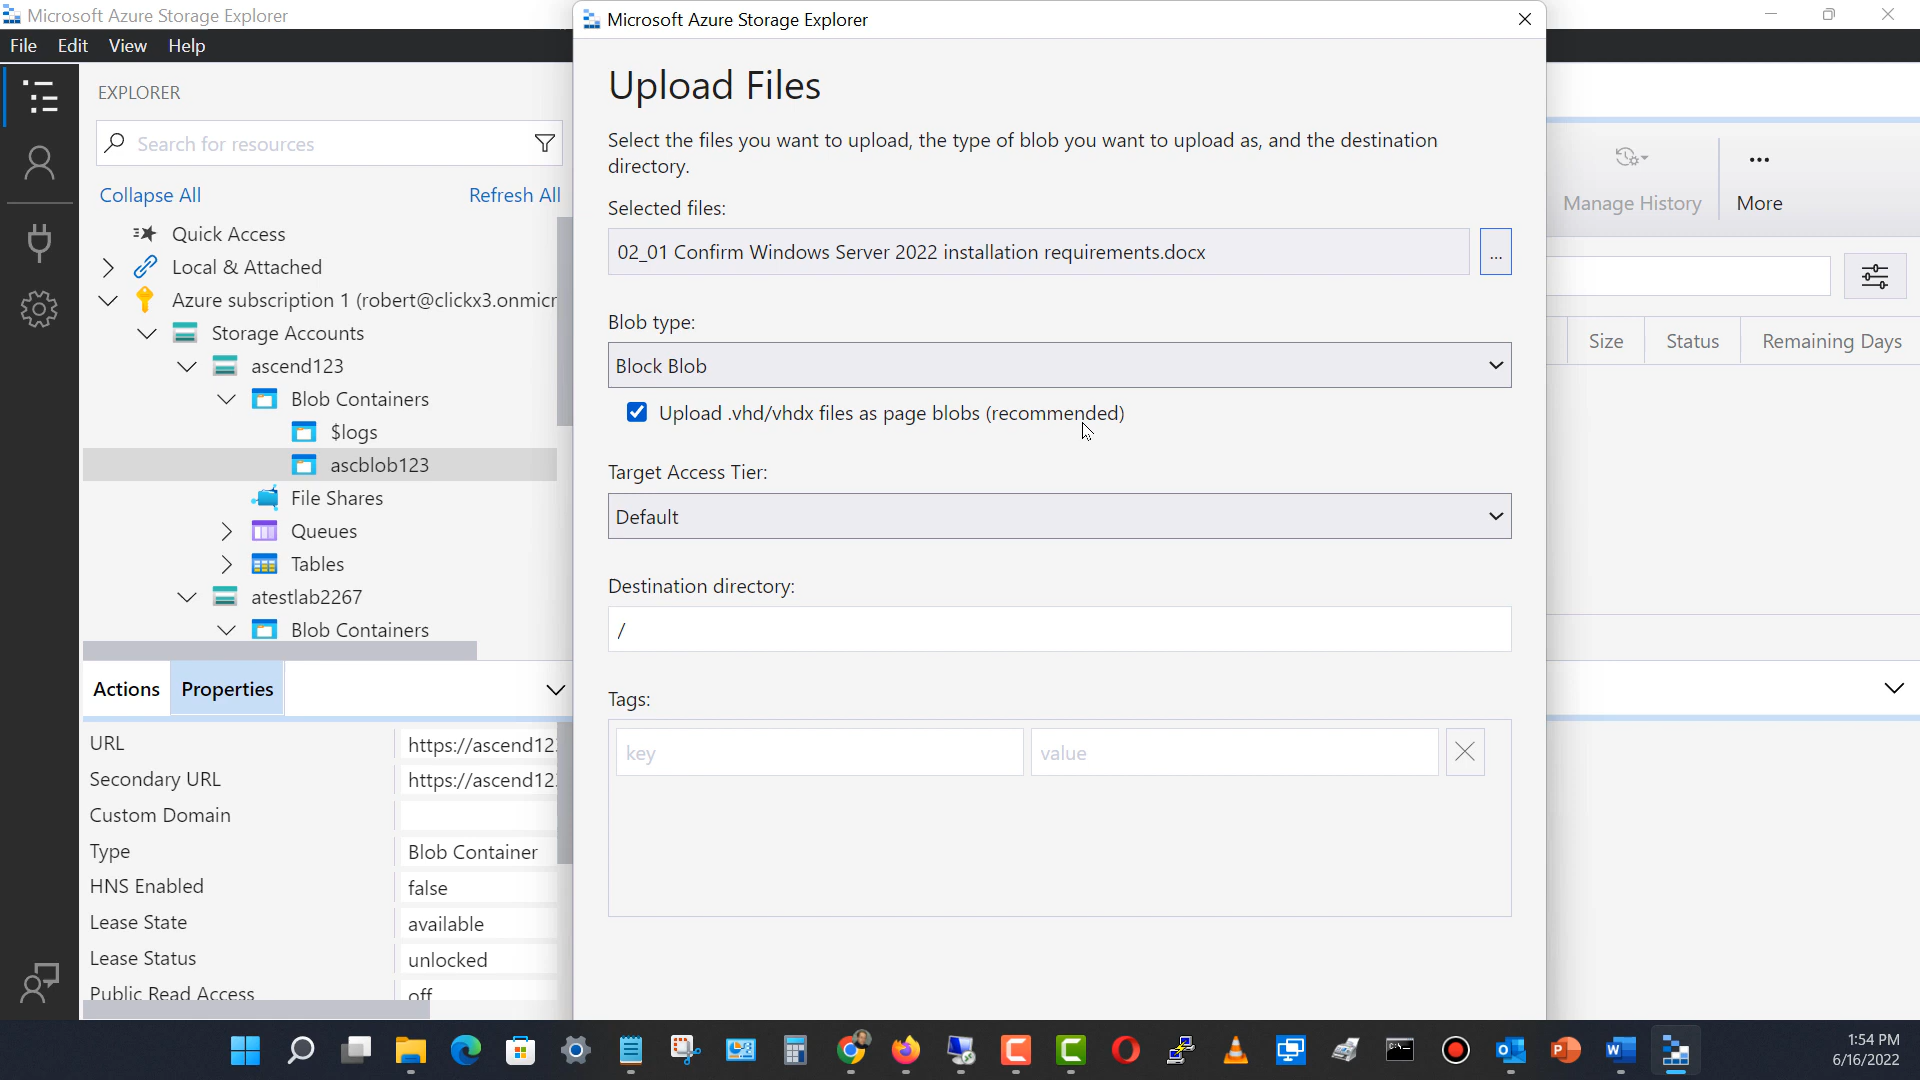 Microsoft Azure Storage Explorer
File Edit View Help
EXPLORER
Search for resources
Collapse All
Refresh All
Quick Access
Local & Attached
Azure subscription 1 (robert@clickx3.onmicr
Storage Accounts
ascend123
Blob Containers
$logs
ascblob123
File Shares
Queues
Tables
atestlab2267
Blob Containers
Actions Properties
URL https://ascend12
Secondary URL https://ascend12
Custom Domain
Type Blob Container
HNS Enabled false
Lease State available
Lease Status unlocked
Public Read Access off
Microsoft Azure Storage Explorer
Upload Files
Select the files you want to upload, the type of blob you want to upload as, and the destination
directory.
Selected files:
02_01 Confirm Windows Server 2022 installation requirements.docx
...
Blob type:
Block Blob
Upload .vhd/vhdx files as page blobs (recommended)
Target Access Tier:
Default
Destination directory:
/
Tags:
key value
Manage History
More
Size Status Remaining Days
1:54 PM
6/16/2022